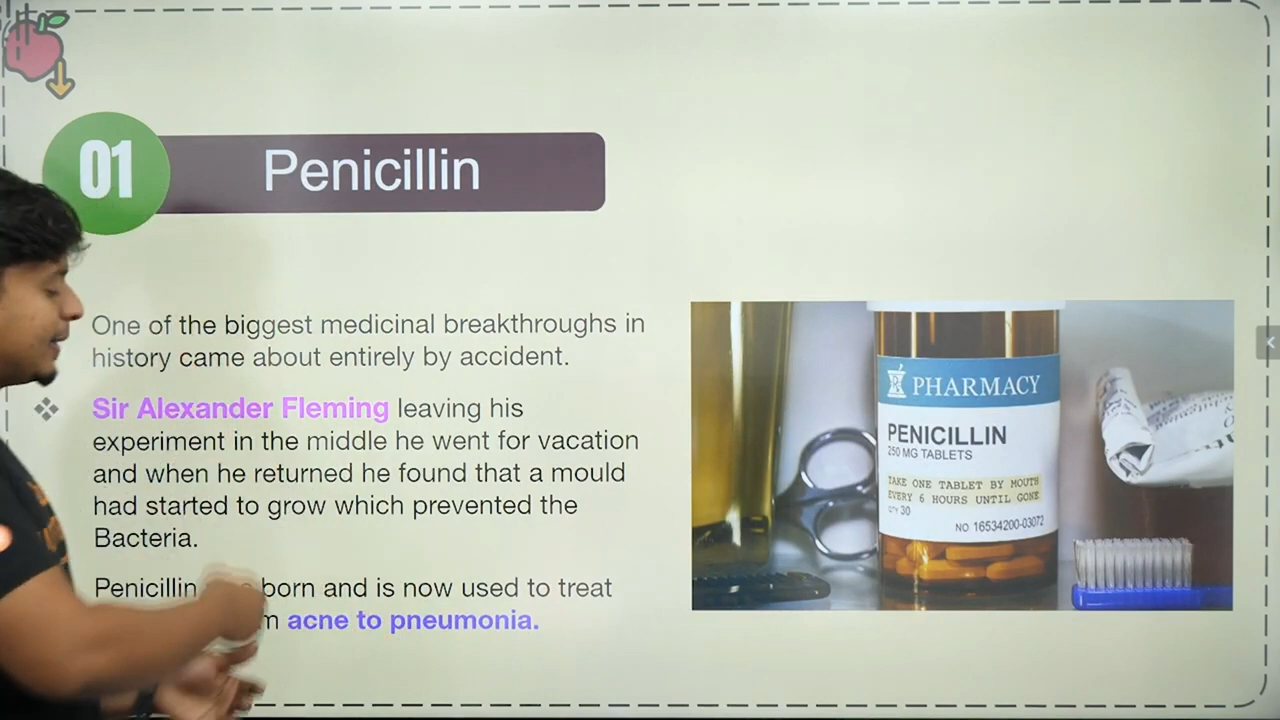 01
Penicillin
One of the biggest medicinal breakthroughs in
history came about entirely by accident.
Sir Alexander Fleming leaving his
experiment in the middle he went for vacation
and when he returned he found that a mould
had started to grow which prevented the
Bacteria.
Penicillin born and is now used to treat
acne to pneumonia.
PHARMACY
PENICILLIN
250 MG TABLETS
TAKE ONE TABLET BY MOUTH
EVERY 6 HOURS UNTIL GONE
QTY 30
NO 16534200-03072